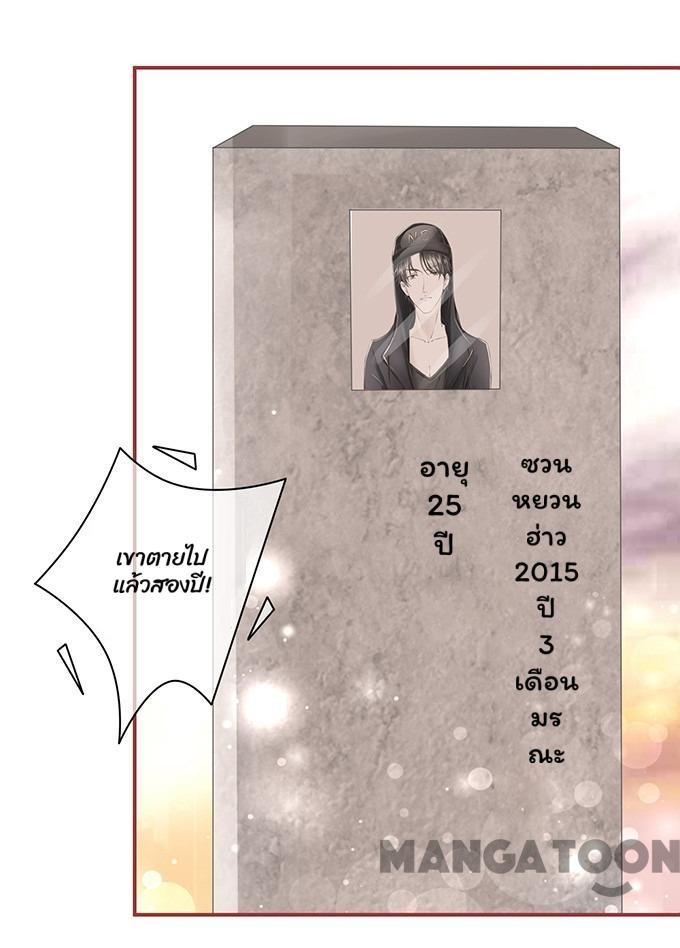 เขาตายไป
แล้วสองปี!
อายุ
25
ปี
ซวน
หยวน
ฮ่าว
2015
ปี
3
เดือน
มร
ณะ
MANGATOON